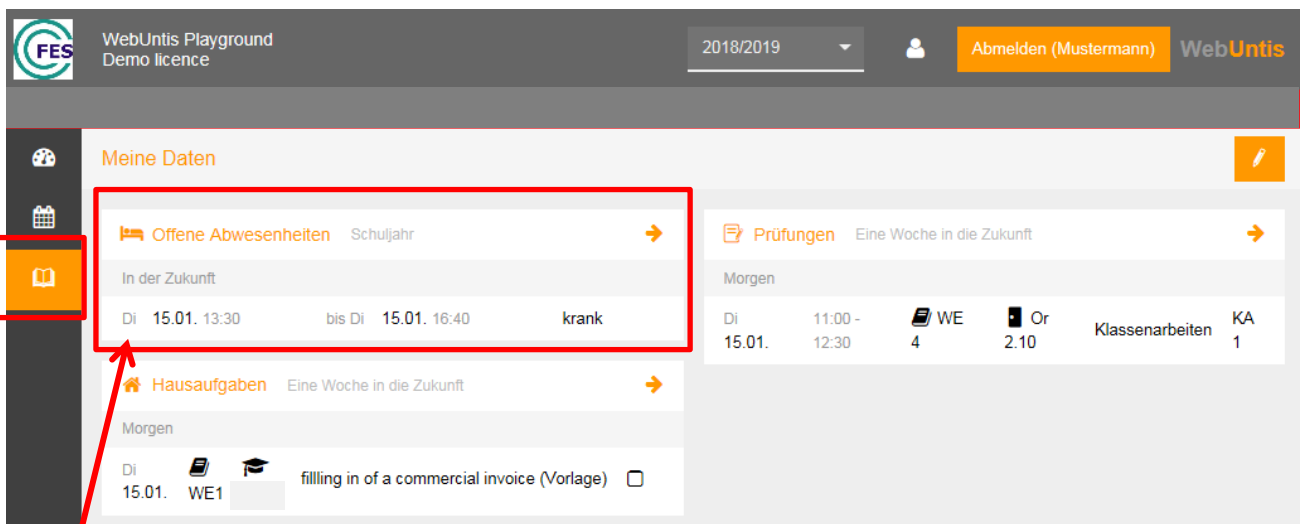 FES
WebUntis Playground
Demo licence
2018/2019
Abmelden (Mustermann)
WebUntis
Meine Daten
Offene Abwesenheiten Schuljahr
In der Zukunft
Di 15.01. 13:30 bis Di 15.01. 16:40 krank
Hausaufgaben Eine Woche in die Zukunft
Morgen
Di
15.01. WE1 fillling in of a commercial invoice (Vorlage)
Prüfungen Eine Woche in die Zukunft
Morgen
Di 11:00 - WE Or Klassenarbeiten KA
15.01. 12:30 4 2.10 1